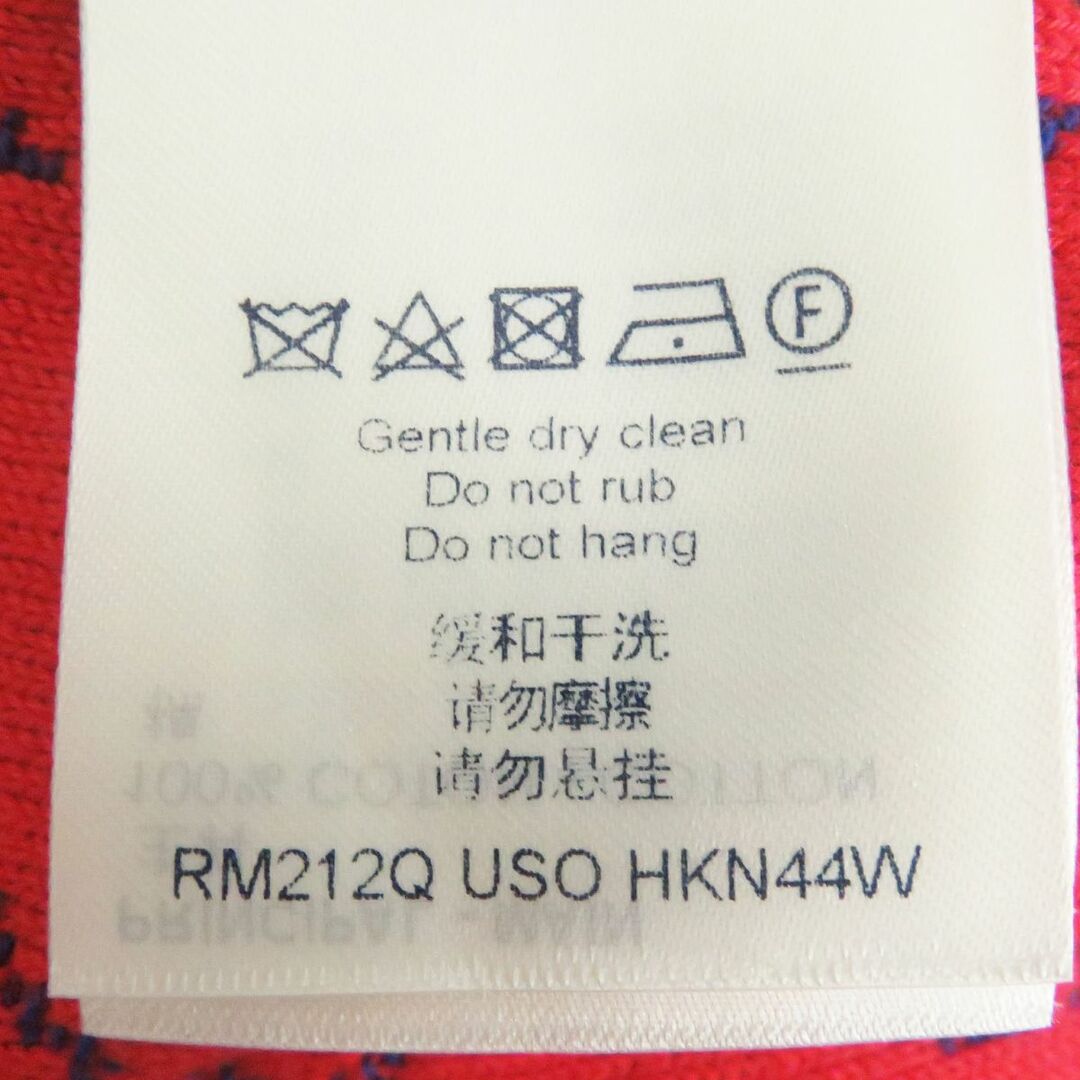 F
Gentle dry clean
Do not rub
Do not hang
缓和干洗
请勿摩擦
请勿悬挂
RM212Q USO HKN44W